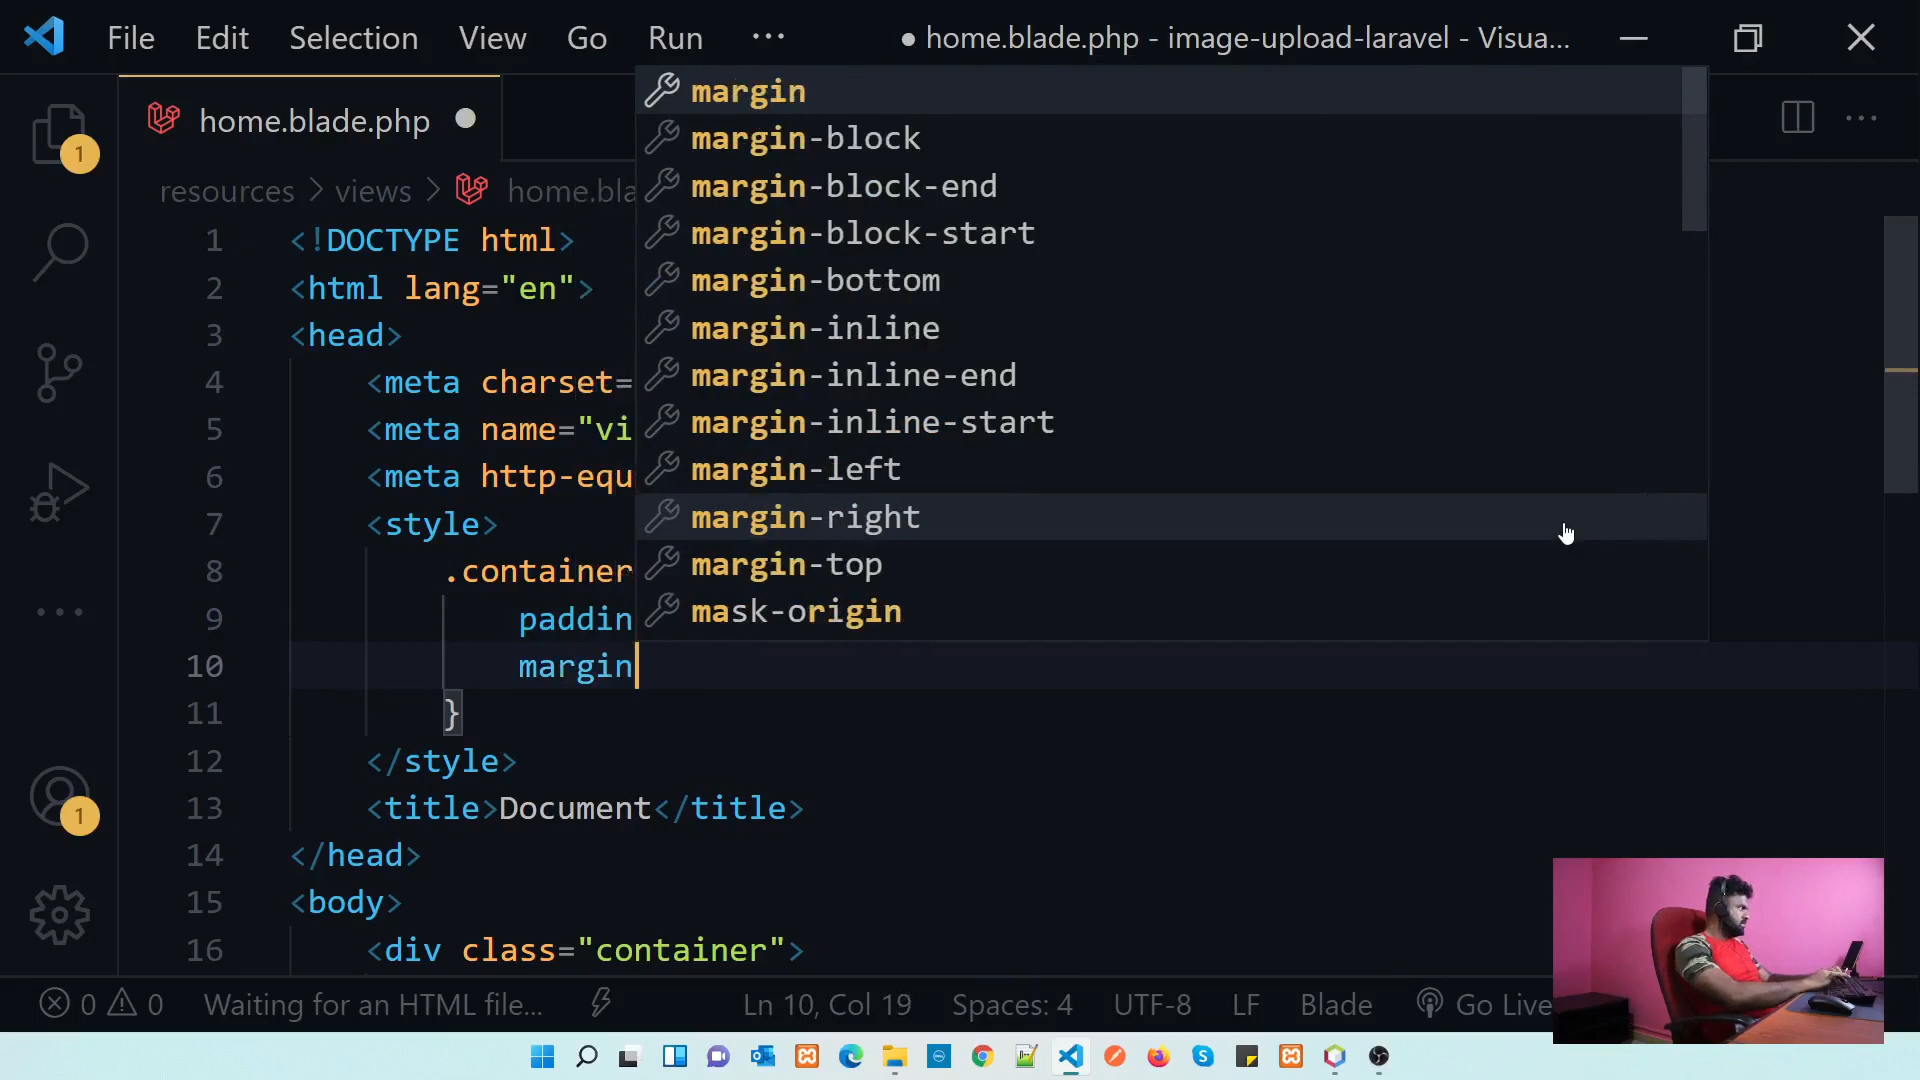 File Edit Selection View Go Run ··· ● home.blade.php - image-upload-laravel - Visua...
home.blade.php
resources > views > home.bla
margin
margin-block
margin-block-end
margin-block-start
margin-bottom
margin-inline
margin-inline-end
margin-inline-start
margin-left
margin-right
margin-top
mask-origin
1 <!DOCTYPE html>
2 <html lang="en">
3 <head>
4 <meta charset=
5 <meta name="vi
6 <meta http-equ
7 <style>
8 .container
9 paddin
10 margin
11 }
12 </style>
13 <title>Document</title>
14 </head>
15 <body>
16 <div class="container">
1
1
0 0 Waiting for an HTML file... Ln 10, Col 19 Spaces: 4 UTF-8 LF Blade Go Live